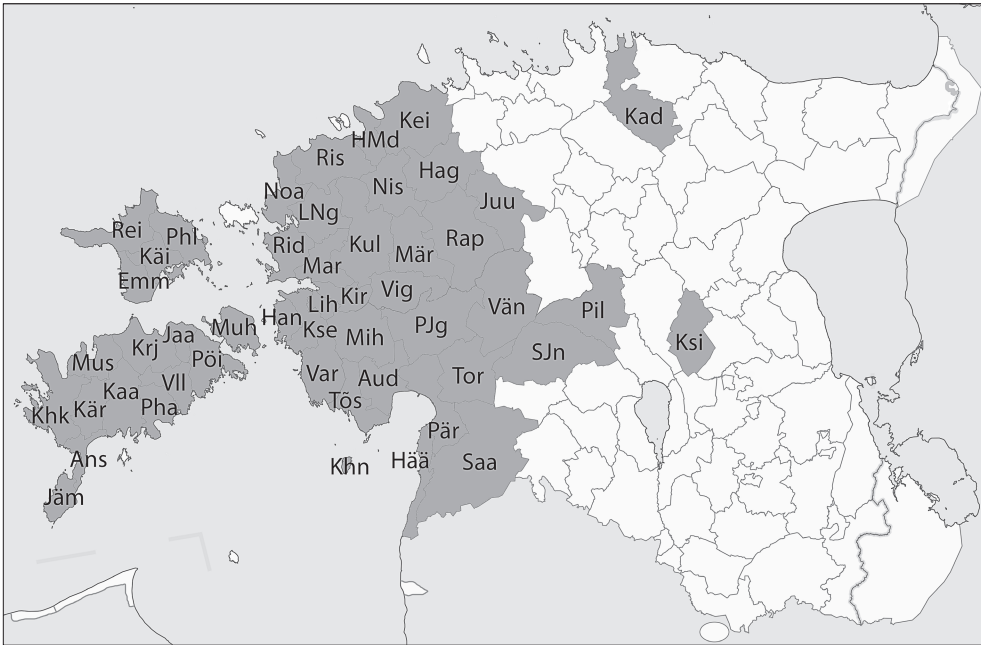 Kad
Kei
HMd
Ris
Hag
Nis
Noa
Juu
LNg
Rei
Phl
Rid
Kul
Rap
Mär
Käi
Mar
Emm
Vig
Kir
Lih
Vän
Pil
Han
Muh
Kse
PJg
Jaa
Mih
Ksi
Krj
SJn
Pöi
Mus
Var
Aud
Tor
Vll
Kaa
Tõs
Pha
Kär
Khk
Pär
Ans
Khn
Hää
Saa
Jäm